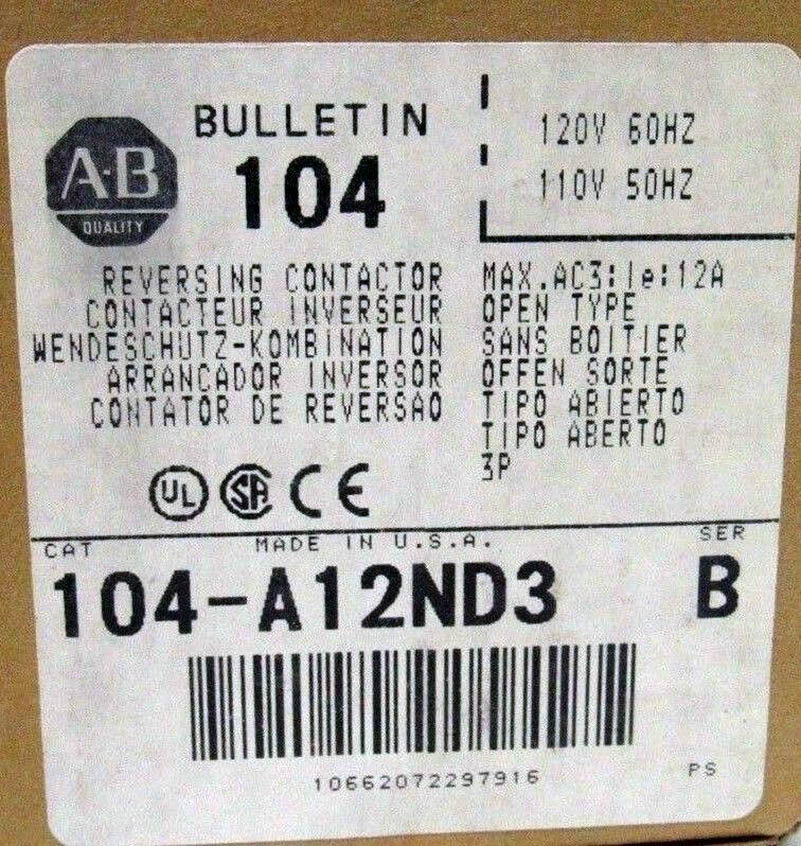 BULLETIN
104
A-B
QUALITY
120V 60HZ
110V 50HZ
REVERSING CONTACTOR
CONTACTEUR INVERSEUR
WENDESCHUTZ-KOMBINATION
ARRANCADOR INVERSOR
CONTATOR DE REVERSAO
MAX.AC3:Ie:12A
OPEN TYPE
SANS BOITIER
OFFEN SORTE
TIPO ABIERTO
TIPO ABERTO
3P
UL SA CE
CAT MADE IN U.S.A. SER
104-A12ND3 B
10662072297916 PS